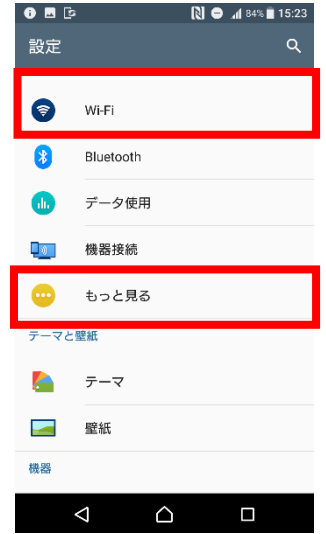 84% 15:23
設定
Wi-Fi
Bluetooth
データ使用
機器接続
もっと見る
テーマと壁紙
テーマ
壁紙
機器